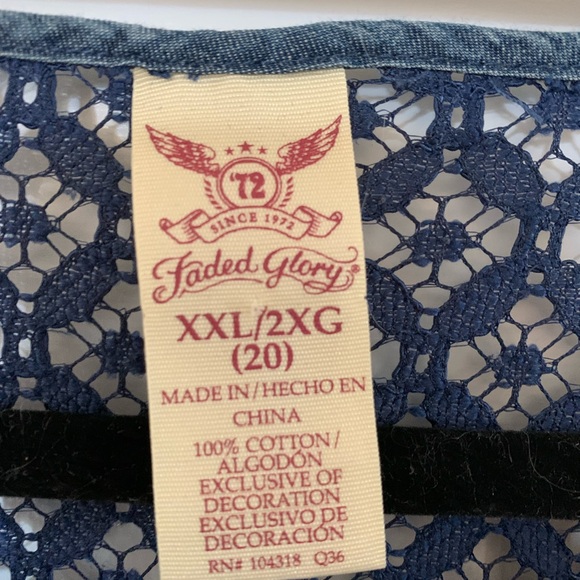 '72
SINCE 1972
Faded Glory®
XXL/2XG
(20)
MADE IN/HECHO EN
CHINA
100% COTTON/
ALGODÓN
EXCLUSIVE OF
DECORATION
EXCLUSIVO DE
DECORACIÓN
RN# 104318 Q36